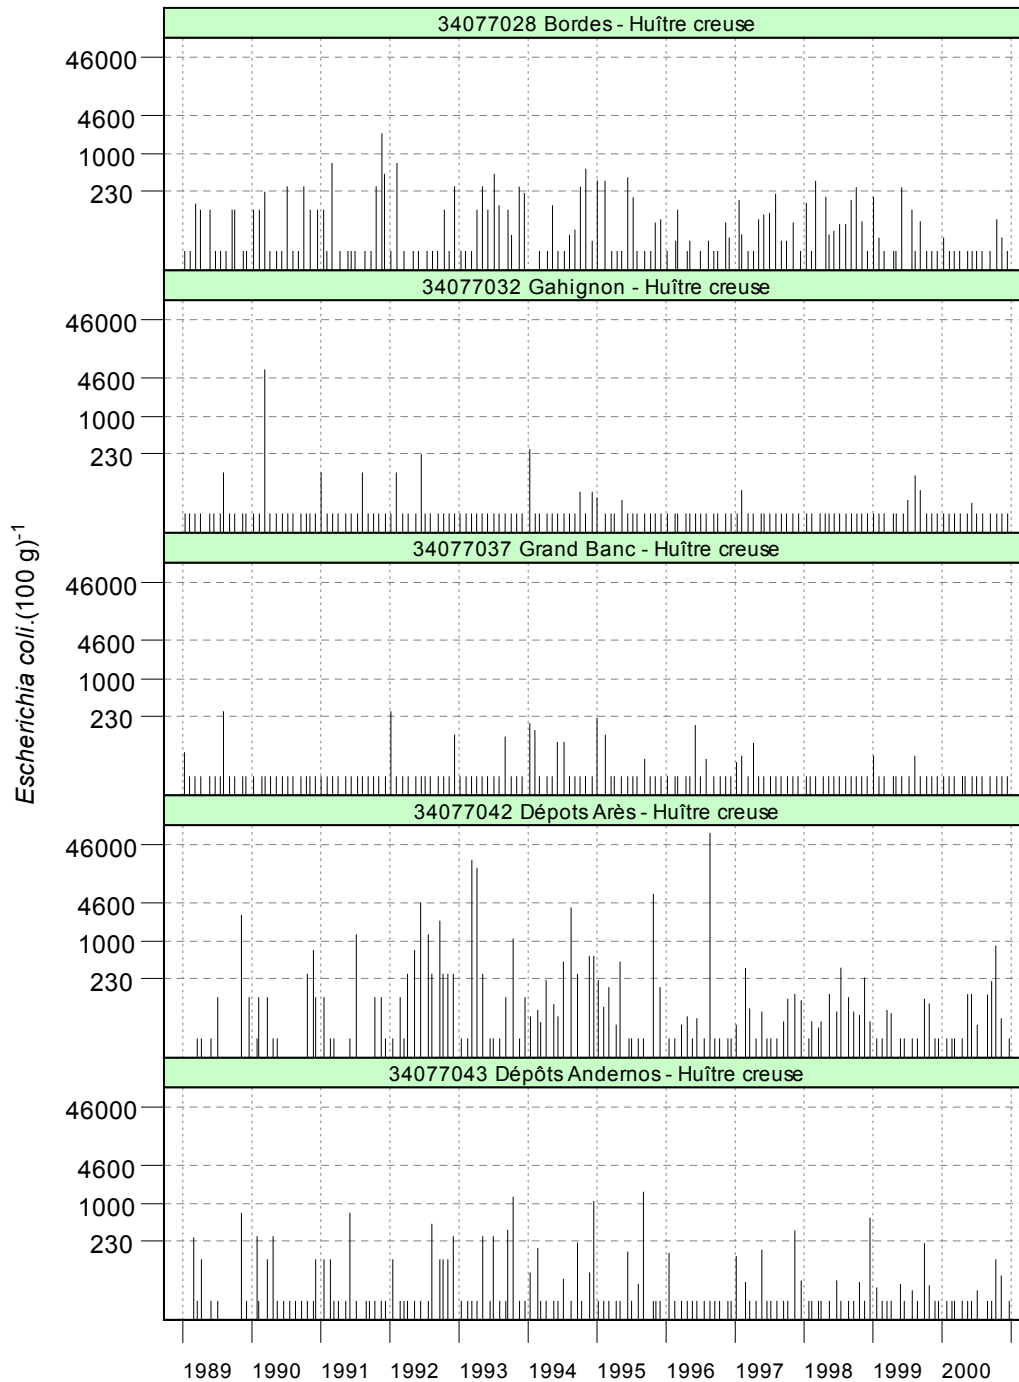 34077028 Bordes - Huître creuse
46000
4600
1000
230
34077032 Gahignon - Huître creuse
46000
4600
1000
230
34077037 Grand Banc - Huître creuse
46000
4600
1000
230
34077042 Dépots Arès - Huître creuse
46000
4600
1000
230
34077043 Dépôts Andernos - Huître creuse
46000
4600
1000
230
Escherichia coli.(100 g)⁻¹
1989 1990 1991 1992 1993 1994 1995 1996 1997 1998 1999 2000